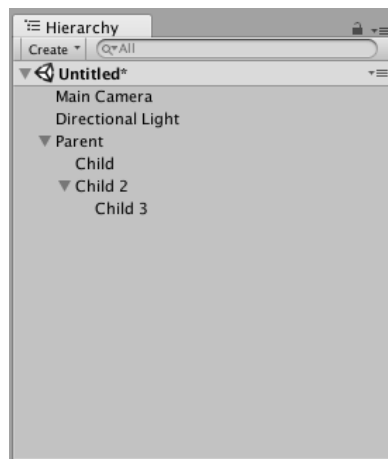 Hierarchy
Create All
Untitled*
Main Camera
Directional Light
Parent
Child
Child 2
Child 3